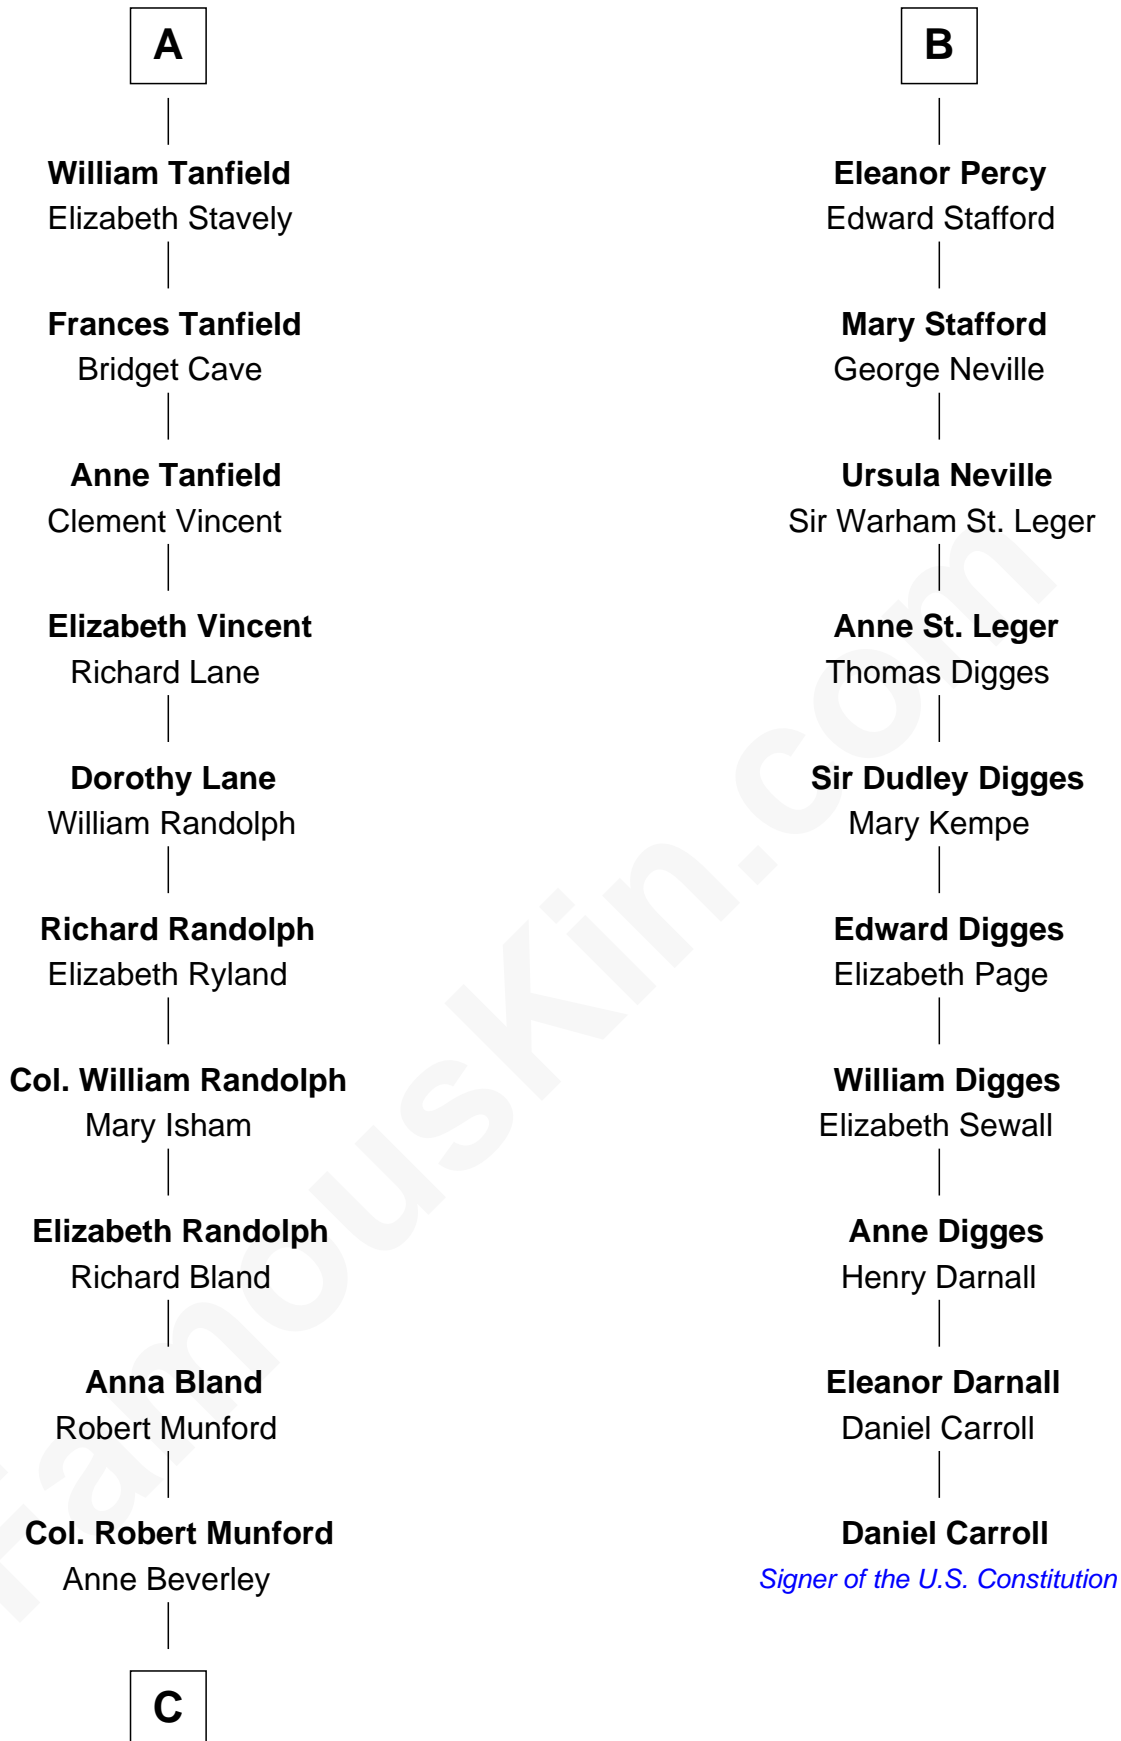 A
William Tanfield
Elizabeth Stavely
Frances Tanfield
Bridget Cave
Anne Tanfield
Clement Vincent
Elizabeth Vincent
Richard Lane
Dorothy Lane
William Randolph
Richard Randolph
Elizabeth Ryland
Col. William Randolph
Mary Isham
Elizabeth Randolph
Richard Bland
Anna Bland
Robert Munford
Col. Robert Munford
Anne Beverley
C
B
Eleanor Percy
Edward Stafford
Mary Stafford
George Neville
Ursula Neville
Sir Warham St. Leger
Anne St. Leger
Thomas Digges
Sir Dudley Digges
Mary Kempe
Edward Digges
Elizabeth Page
William Digges
Elizabeth Sewall
Anne Digges
Henry Darnall
Eleanor Darnall
Daniel Carroll
Daniel Carroll
Signer of the U.S. Constitution
FamousKin.com